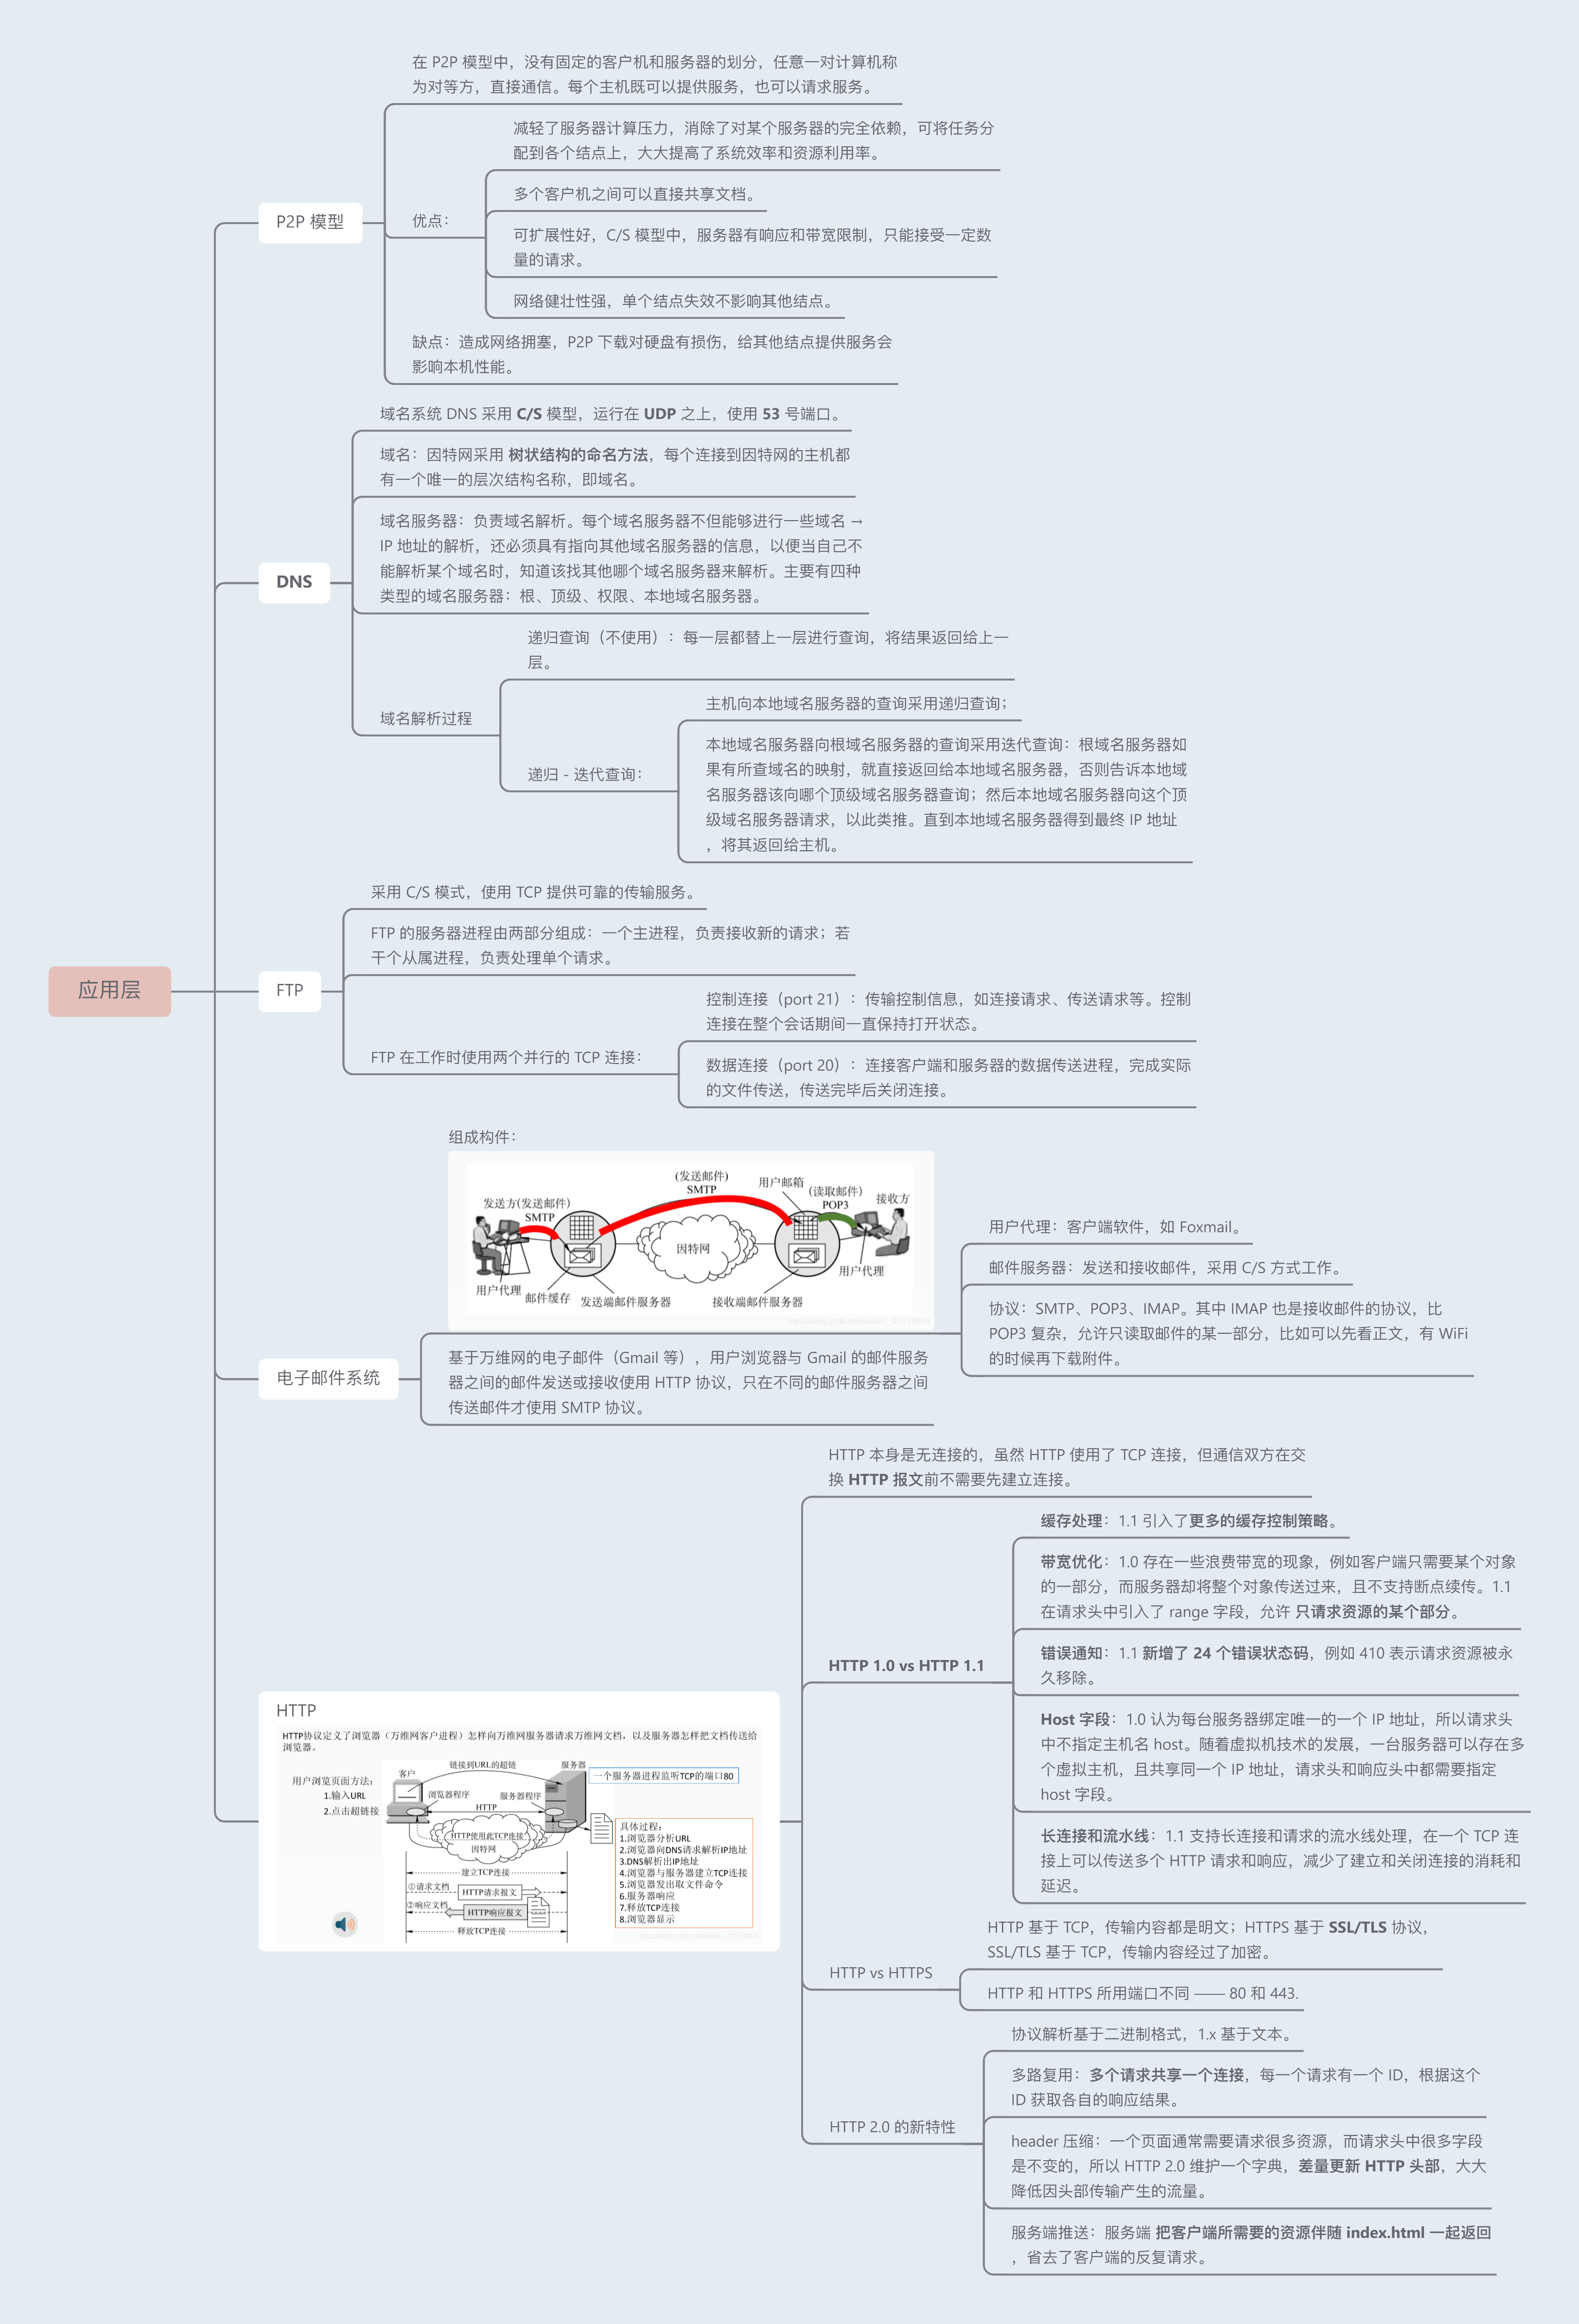 在 P2P 模型中，没有固定的客户机和服务器的划分，任意一对计算机称
为对等方，直接通信。每个主机既可以提供服务，也可以请求服务。
减轻了服务器计算压力，消除了对某个服务器的完全依赖，可将任务分
配到各个结点上，大大提高了系统效率和资源利用率。
多个客户机之间可以直接共享文档。
P2P 模型
优点：
可扩展性好，C/S 模型中，服务器有响应和带宽限制，只能接受一定数
量的请求。
网络健壮性强，单个结点失效不影响其他结点。
缺点：造成网络拥塞，P2P 下载对硬盘有损伤，给其他结点提供服务会
影响本机性能。
域名系统 DNS 采用 C/S 模型，运行在 UDP 之上，使用 53 号端口。
域名：因特网采用 树状结构的命名方法，每个连接到因特网的主机都
有一个唯一的层次结构名称，即域名。
域名服务器：负责域名解析。每个域名服务器不但能够进行一些域名 →
IP 地址的解析，还必须具有指向其他域名服务器的信息，以便当自己不
能解析某个域名时，知道该找其他哪个域名服务器来解析。主要有四种
类型的域名服务器：根、顶级、权限、本地域名服务器。
DNS
递归查询（不使用）：每一层都替上一层进行查询，将结果返回给上一
层。
域名解析过程
主机向本地域名服务器的查询采用递归查询；
递归 - 迭代查询：
本地域名服务器向根域名服务器的查询采用迭代查询：根域名服务器如
果有所查域名的映射，就直接返回给本地域名服务器，否则告诉本地域
名服务器该向哪个顶级域名服务器查询；然后本地域名服务器向这个顶
级域名服务器请求，以此类推。直到本地域名服务器得到最终 IP 地址
，将其返回给主机。
应用层
采用 C/S 模式，使用 TCP 提供可靠的传输服务。
FTP 的服务器进程由两部分组成：一个主进程，负责接收新的请求；若
干个从属进程，负责处理单个请求。
FTP
FTP 在工作时使用两个并行的 TCP 连接：
控制连接（port 21）：传输控制信息，如连接请求、传送请求等。控制
连接在整个会话期间一直保持打开状态。
数据连接（port 20）：连接客户端和服务器的数据传送进程，完成实际
的文件传送，传送完毕后关闭连接。
组成构件：
(发送邮件)
SMTP
用户邮箱
发送方(发送邮件)
SMTP
(读取邮件)
POP3
接收方
因特网
用户代理
用户代理
邮件缓存
发送端邮件服务器
接收端邮件服务器
用户代理：客户端软件，如 Foxmail。
邮件服务器：发送和接收邮件，采用 C/S 方式工作。
协议：SMTP、POP3、IMAP。其中 IMAP 也是接收邮件的协议，比
POP3 复杂，允许只读取邮件的某一部分，比如可以先看正文，有 WiFi
的时候再下载附件。
电子邮件系统
基于万维网的电子邮件（Gmail 等），用户浏览器与 Gmail 的邮件服务
器之间的邮件发送或接收使用 HTTP 协议，只在不同的邮件服务器之间
传送邮件才使用 SMTP 协议。
HTTP 本身是无连接的，虽然 HTTP 使用了 TCP 连接，但通信双方在交
换 HTTP 报文前不需要先建立连接。
HTTP 1.0 vs HTTP 1.1
缓存处理：1.1 引入了更多的缓存控制策略。
带宽优化：1.0 存在一些浪费带宽的现象，例如客户端只需要某个对象
的一部分，而服务器却将整个对象传送过来，且不支持断点续传。1.1
在请求头中引入了 range 字段，允许 只请求资源的某个部分。
错误通知：1.1 新增了 24 个错误状态码，例如 410 表示请求资源被永
久移除。
Host 字段：1.0 认为每台服务器绑定唯一的一个 IP 地址，所以请求头
中不指定主机名 host。随着虚拟机技术的发展，一台服务器可以存在多
个虚拟主机，且共享同一个 IP 地址，请求头和响应头中都需要指定
host 字段。
长连接和流水线：1.1 支持长连接和请求的流水线处理，在一个 TCP 连
接上可以传送多个 HTTP 请求和响应，减少了建立和关闭连接的消耗和
延迟。
HTTP
HTTP协议定义了浏览器（万维网客户进程）怎样向万维网服务器请求万维网文档，以及服务器怎样把文档传送给
浏览器。
用户浏览页面方法：
1.输入URL
2.点击超链接
客户
链接到URL的超链
服务器
一个服务器进程监听TCP的端口80
浏览器程序
服务器程序
HTTP
HTTP使用此TCP连接
因特网
建立TCP连接
①请求文档
HTTP请求报文
②响应文档
HTTP响应报文
释放TCP连接
具体过程：
1.浏览器分析URL
2.浏览器向DNS请求解析IP地址
3.DNS解析出IP地址
4.浏览器与服务器建立TCP连接
5.浏览器发出取文件命令
6.服务器响应
7.释放TCP连接
8.浏览器显示
HTTP vs HTTPS
HTTP 基于 TCP，传输内容都是明文；HTTPS 基于 SSL/TLS 协议，
SSL/TLS 基于 TCP，传输内容经过了加密。
HTTP 和 HTTPS 所用端口不同 —— 80 和 443.
HTTP 2.0 的新特性
协议解析基于二进制格式，1.x 基于文本。
多路复用：多个请求共享一个连接，每一个请求有一个 ID，根据这个
ID 获取各自的响应结果。
header 压缩：一个页面通常需要请求很多资源，而请求头中很多字段
是不变的，所以 HTTP 2.0 维护一个字典，差量更新 HTTP 头部，大大
降低因头部传输产生的流量。
服务端推送：服务端 把客户端所需要的资源伴随 index.html 一起返回
，省去了客户端的反复请求。